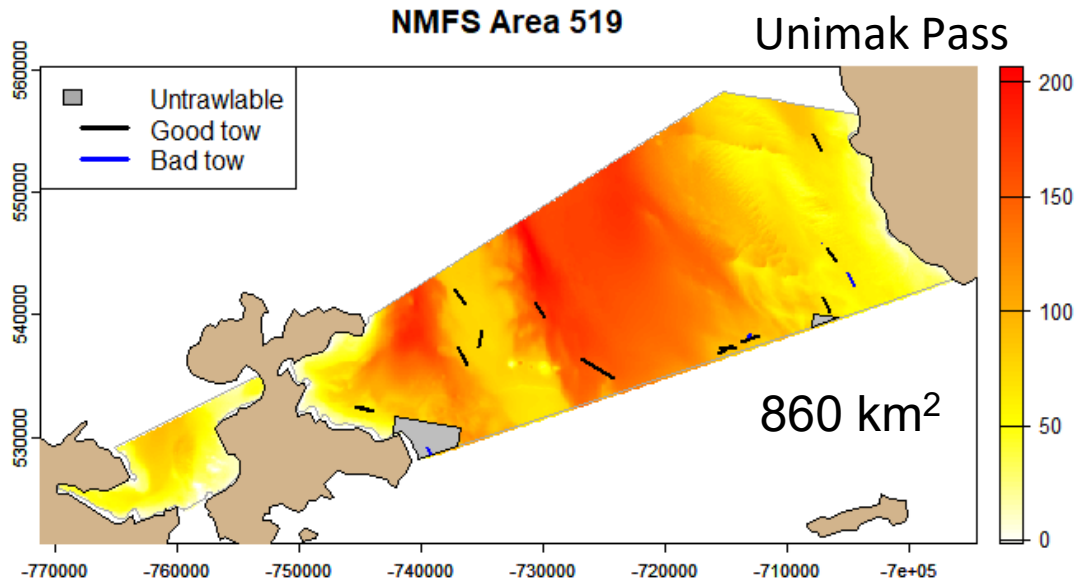 NMFS Area 519
Unimak Pass
Untrawlable
Good tow
Bad tow
560000
550000
540000
530000
200
150
100
50
0
860 km²
-770000
-760000
-750000
-740000
-730000
-720000
-710000
-7e+05